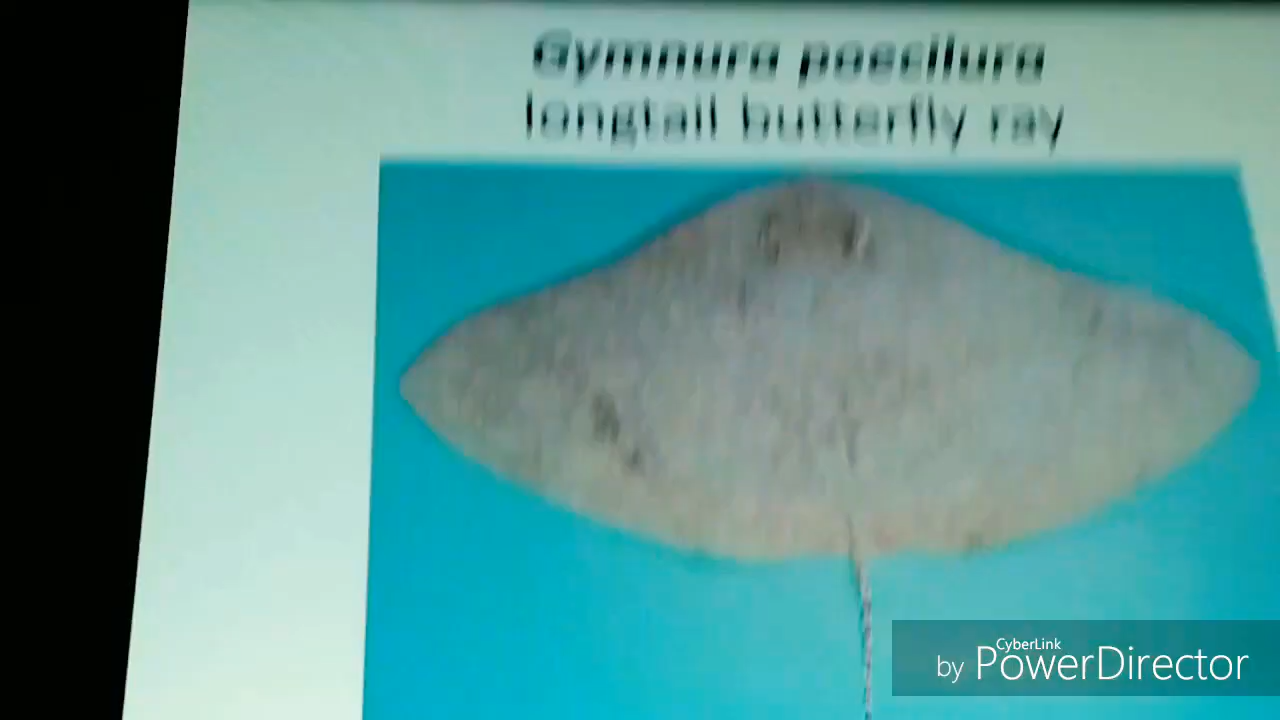 Gymnura poecilura
longtail butterfly ray
CyberLink
by PowerDirector